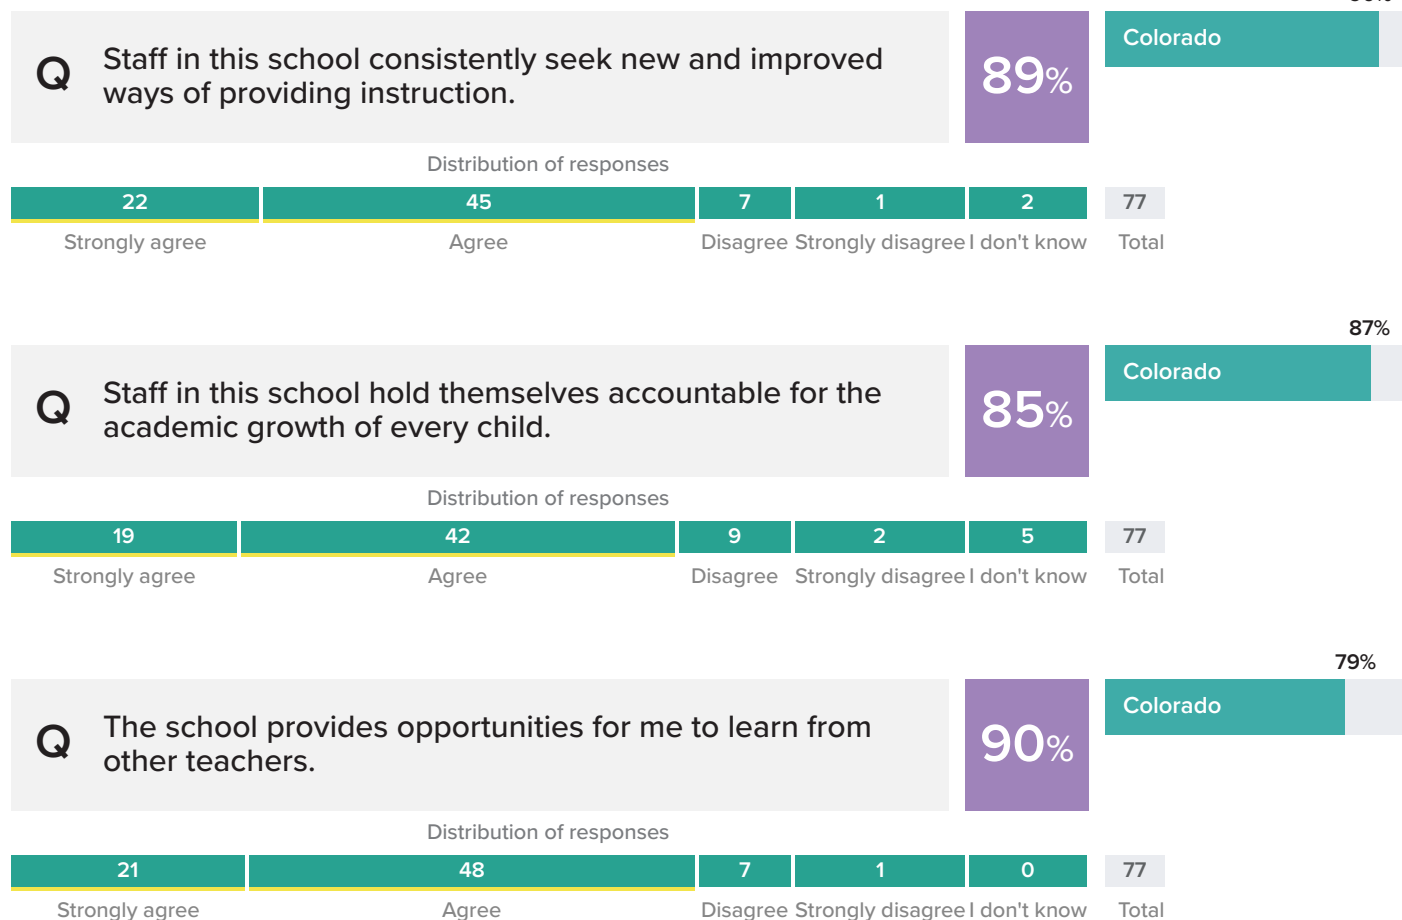 Q Staff in this school consistently seek new and improved
ways of providing instruction.
89%
Colorado
Distribution of responses
22 45 7 1 2 77
Strongly agree Agree Disagree Strongly disagree I don't know Total
87%
Q Staff in this school hold themselves accountable for the
academic growth of every child.
85%
Colorado
Distribution of responses
19 42 9 2 5 77
Strongly agree Agree Disagree Strongly disagree I don't know Total
79%
Q The school provides opportunities for me to learn from
other teachers.
90%
Colorado
Distribution of responses
21 48 7 1 0 77
Strongly agree Agree Disagree Strongly disagree I don't know Total